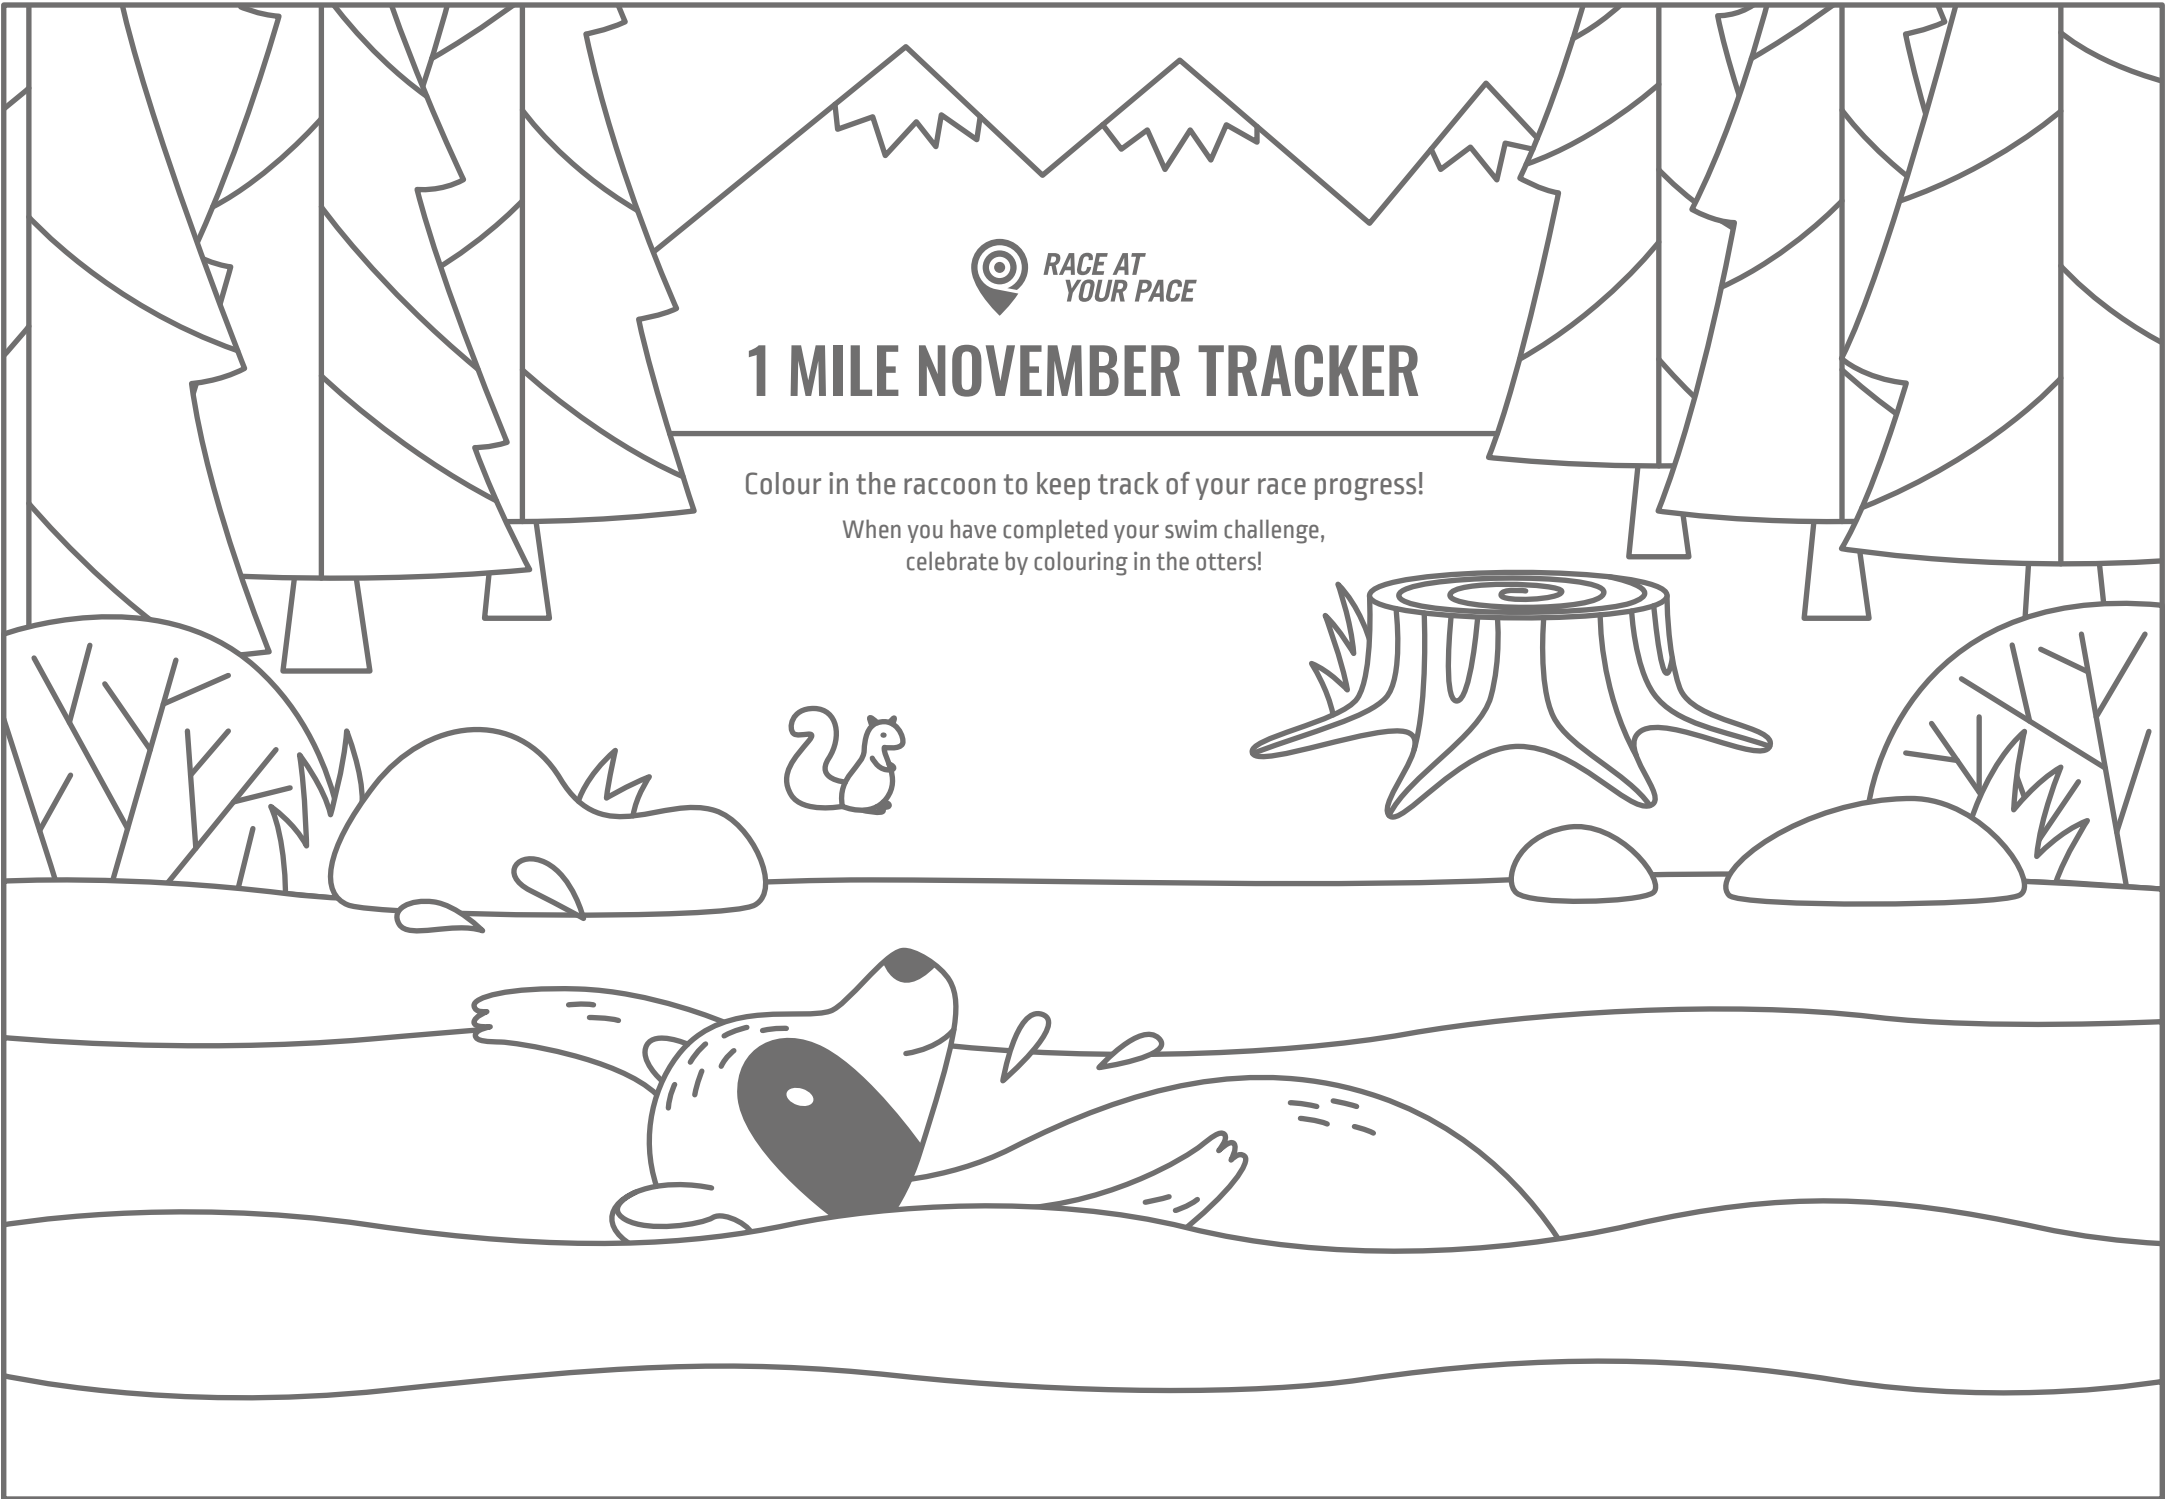 RACE AT
YOUR PACE
1 MILE NOVEMBER TRACKER
Colour in the raccoon to keep track of your race progress!
When you have completed your swim challenge,
celebrate by colouring in the otters!